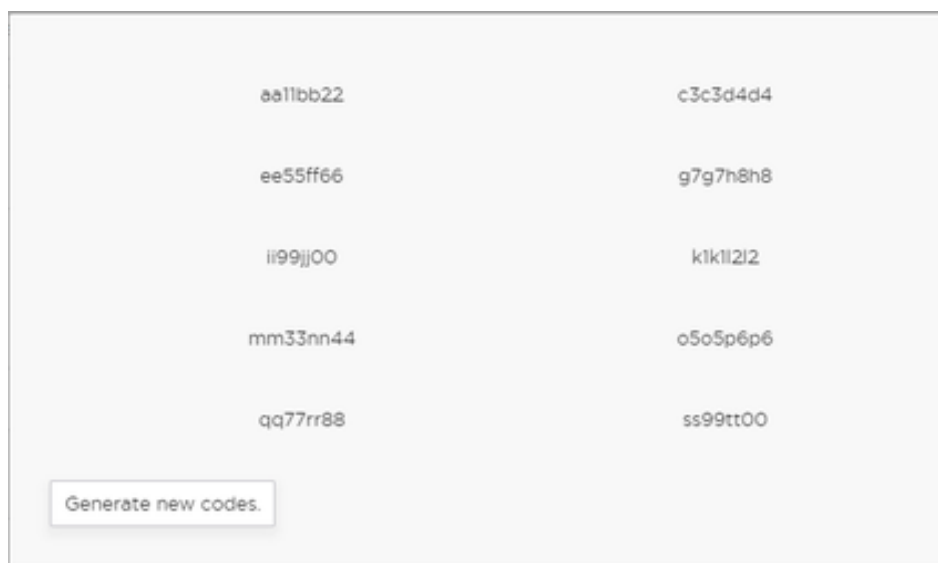 aa11bb22 c3c3d4d4
ee55ff66 g7g7h8h8
ii99jj00 k1k1l2l2
mm33nn44 o5o5p6p6
qq77rr88 ss99tt00
Generate new codes.